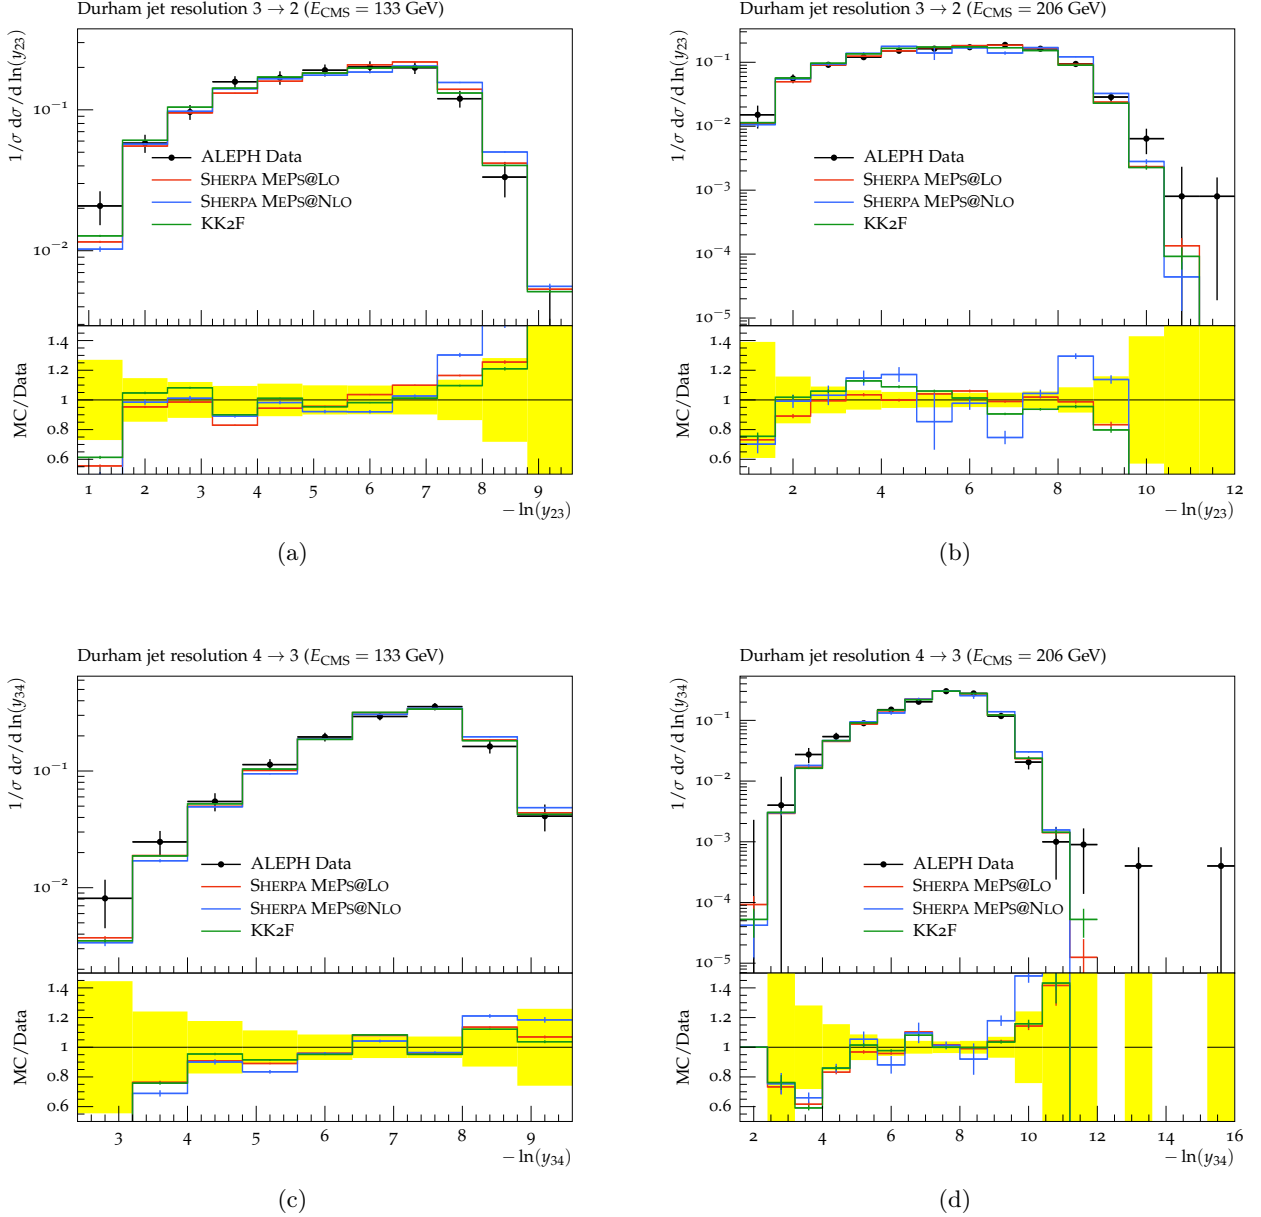 Durham jet resolution 3 → 2 (E_CMS = 133 GeV)
1/σ dσ/d ln(y_23)
10^−1
10^−2
ALEPH Data
SHERPA MEPS@LO
SHERPA MEPS@NLO
KK2F
MC/Data
1.4
1.2
1
0.8
0.6
1 2 3 4 5 6 7 8 9
− ln(y_23)
(a)
Durham jet resolution 3 → 2 (E_CMS = 206 GeV)
1/σ dσ/d ln(y_23)
10^−1
10^−2
10^−3
10^−4
10^−5
ALEPH Data
SHERPA MEPS@LO
SHERPA MEPS@NLO
KK2F
MC/Data
1.4
1.2
1
0.8
0.6
2 4 6 8 10 12
− ln(y_23)
(b)
Durham jet resolution 4 → 3 (E_CMS = 133 GeV)
1/σ dσ/d ln(y_34)
10^−1
10^−2
ALEPH Data
SHERPA MEPS@LO
SHERPA MEPS@NLO
KK2F
MC/Data
1.4
1.2
1
0.8
0.6
3 4 5 6 7 8 9
− ln(y_34)
(c)
Durham jet resolution 4 → 3 (E_CMS = 206 GeV)
1/σ dσ/d ln(y_34)
10^−1
10^−2
10^−3
10^−4
10^−5
ALEPH Data
SHERPA MEPS@LO
SHERPA MEPS@NLO
KK2F
MC/Data
1.4
1.2
1
0.8
0.6
2 4 6 8 10 12 14 16
− ln(y_34)
(d)